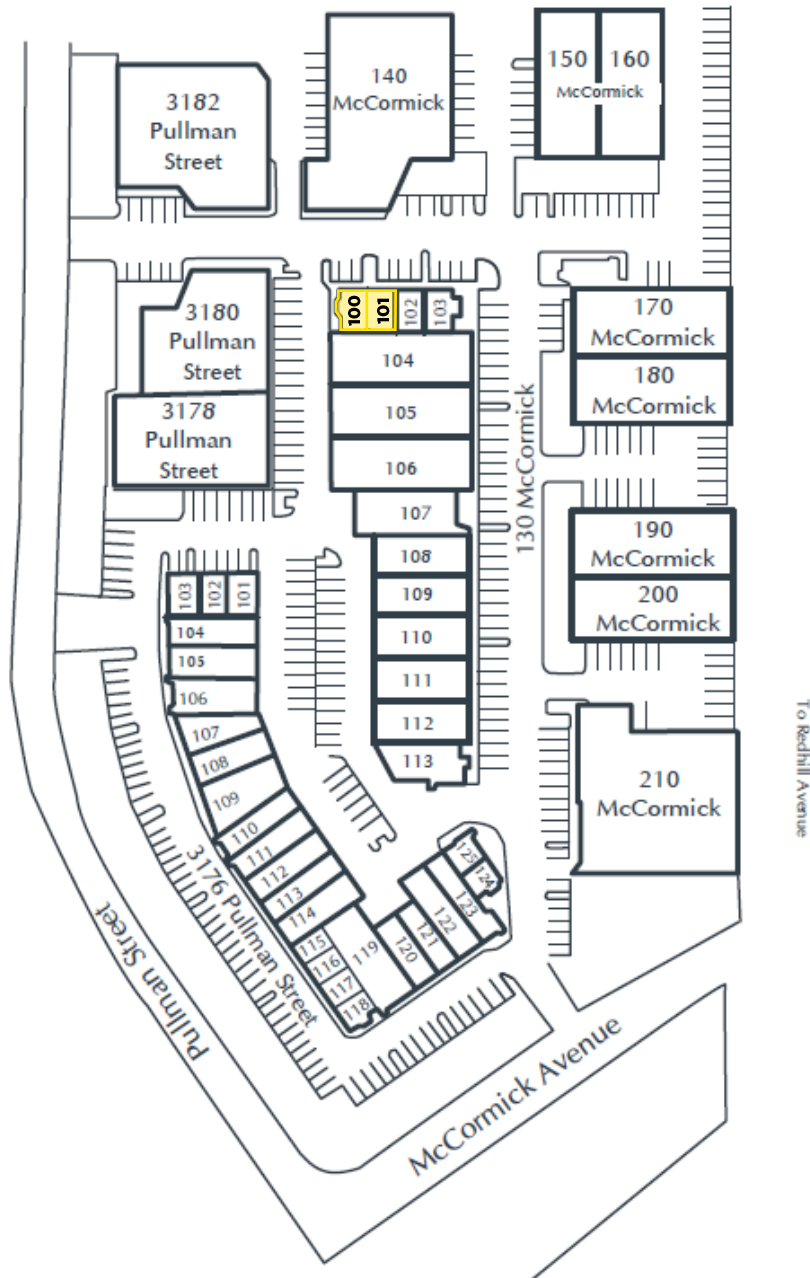 3182
Pullman
Street
140
McCormick
150
160
McCormick
3180
Pullman
Street
3178
Pullman
Street
100
101
102
103
104
105
106
107
108
109
110
111
112
113
130 McCormick
170
McCormick
180
McCormick
190
McCormick
200
McCormick
210
McCormick
To Redhill Avenue
103
102
101
104
105
106
107
108
109
110
111
112
113
114
115
116
117
118
119
120
121
122
123
124
125
3176 Pullman Street
Pullman Street
McCormick Avenue